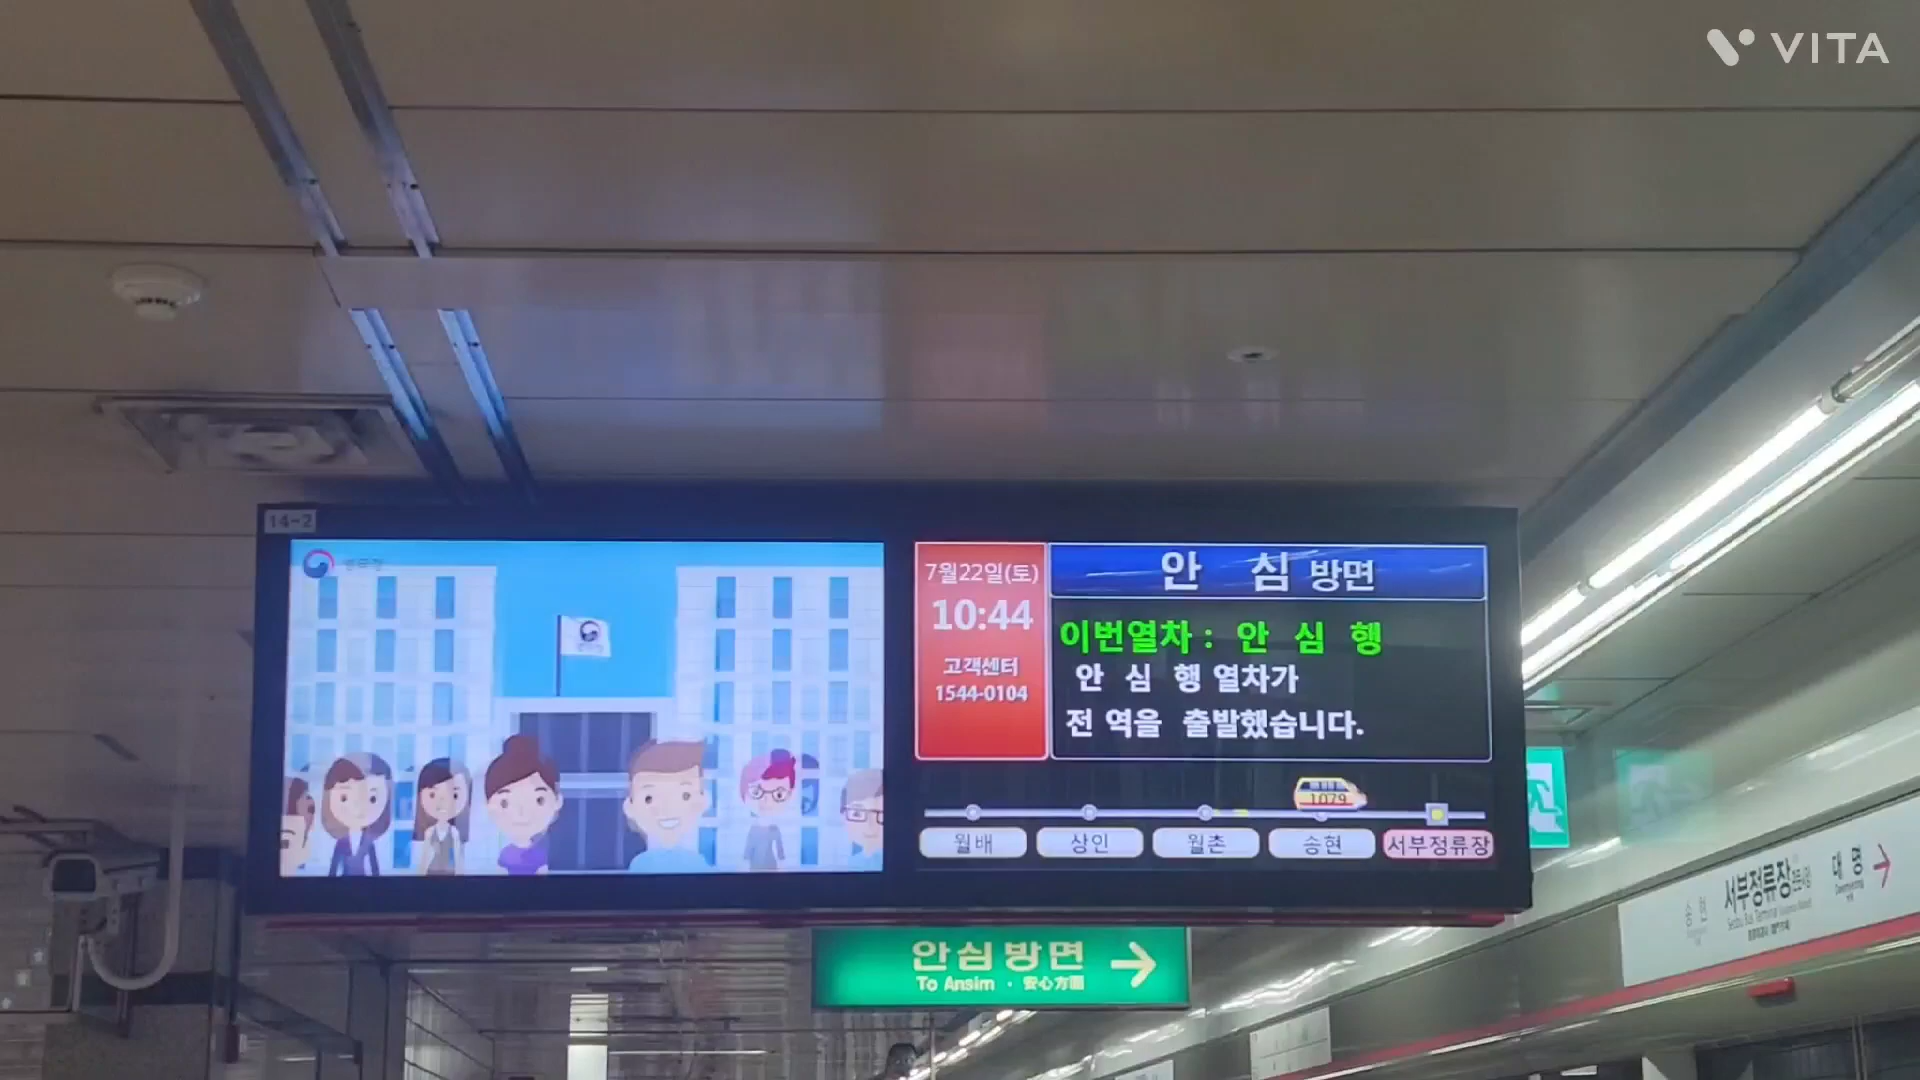 VITA
14-2
7월22일(토)
10:44
고객센터
1544-0104
안 심 방면
이번열차 : 안 심 행
안 심 행 열차가
전 역을 출발했습니다.
1079
월배
상인
월촌
송현
서부정류장
안심방면
To Ansim · 安心方面
송 현
서부정류장
Seobu Bus Terminal
대 명